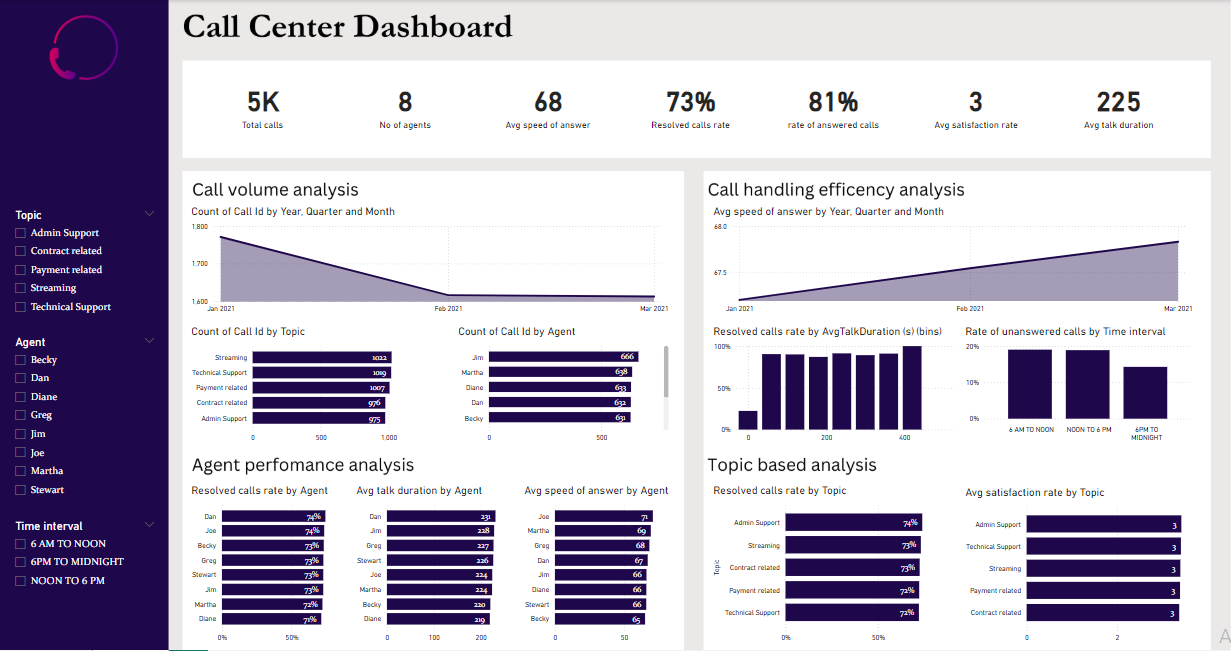 Call Center Dashboard
5K
Total calls
8
No of agents
68
Avg speed of answer
73%
Resolved calls rate
81%
rate of answered calls
3
Avg satisfaction rate
225
Avg talk duration
Topic
Admin Support
Contract related
Payment related
Streaming
Technical Support
Agent
Becky
Dan
Diane
Greg
Jim
Joe
Martha
Stewart
Time interval
6 AM TO NOON
6PM TO MIDNIGHT
NOON TO 6 PM
Call volume analysis
Count of Call Id by Year, Quarter and Month
1,800
1,700
1,600
Jan 2021 Feb 2021 Mar 2021
Count of Call Id by Topic
Streaming 1022
Technical Support 1019
Payment related 1007
Contract related 976
Admin Support 975
0 500 1,000
Count of Call Id by Agent
Jim 666
Martha 638
Diane 633
Dan 632
Becky 631
0 500
Agent perfomance analysis
Resolved calls rate by Agent
Dan 74%
Joe 74%
Becky 73%
Greg 73%
Stewart 73%
Jim 73%
Martha 72%
Diane 71%
0% 50%
Avg talk duration by Agent
Dan 231
Jim 228
Greg 227
Stewart 226
Joe 224
Martha 224
Becky 220
Diane 219
0 100 200
Avg speed of answer by Agent
Joe 71
Martha 69
Greg 68
Dan 67
Jim 66
Diane 66
Stewart 66
Becky 65
0 50
Call handling efficency analysis
Avg speed of answer by Year, Quarter and Month
68.0
67.5
Jan 2021 Feb 2021 Mar 2021
Resolved calls rate by AvgTalkDuration (s) (bins)
100%
50%
0%
0 200 400
Rate of unanswered calls by Time interval
20%
10%
0%
6 AM TO NOON NOON TO 6 PM 6PM TO
MIDNIGHT
Topic based analysis
Resolved calls rate by Topic
Topic
Admin Support 74%
Streaming 73%
Contract related 73%
Payment related 72%
Technical Support 72%
0% 50%
Avg satisfaction rate by Topic
Admin Support 3
Technical Support 3
Streaming 3
Payment related 3
Contract related 3
0 2
A